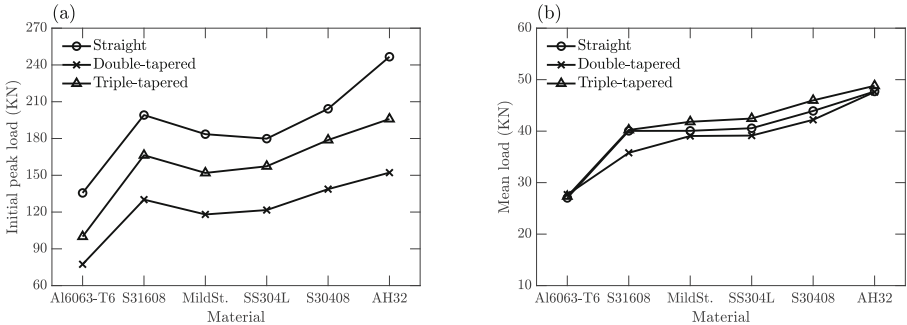 (a)
270
240
210
180
150
120
90
60
Initial peak load (KN)
Straight
Double-tapered
Triple-tapered
Al6063-T6 S31608 MildSt. SS304L S30408 AH32
Material
(b)
60
50
40
30
20
10
Mean load (KN)
Straight
Double-tapered
Triple-tapered
Al6063-T6 S31608 MildSt. SS304L S30408 AH32
Material